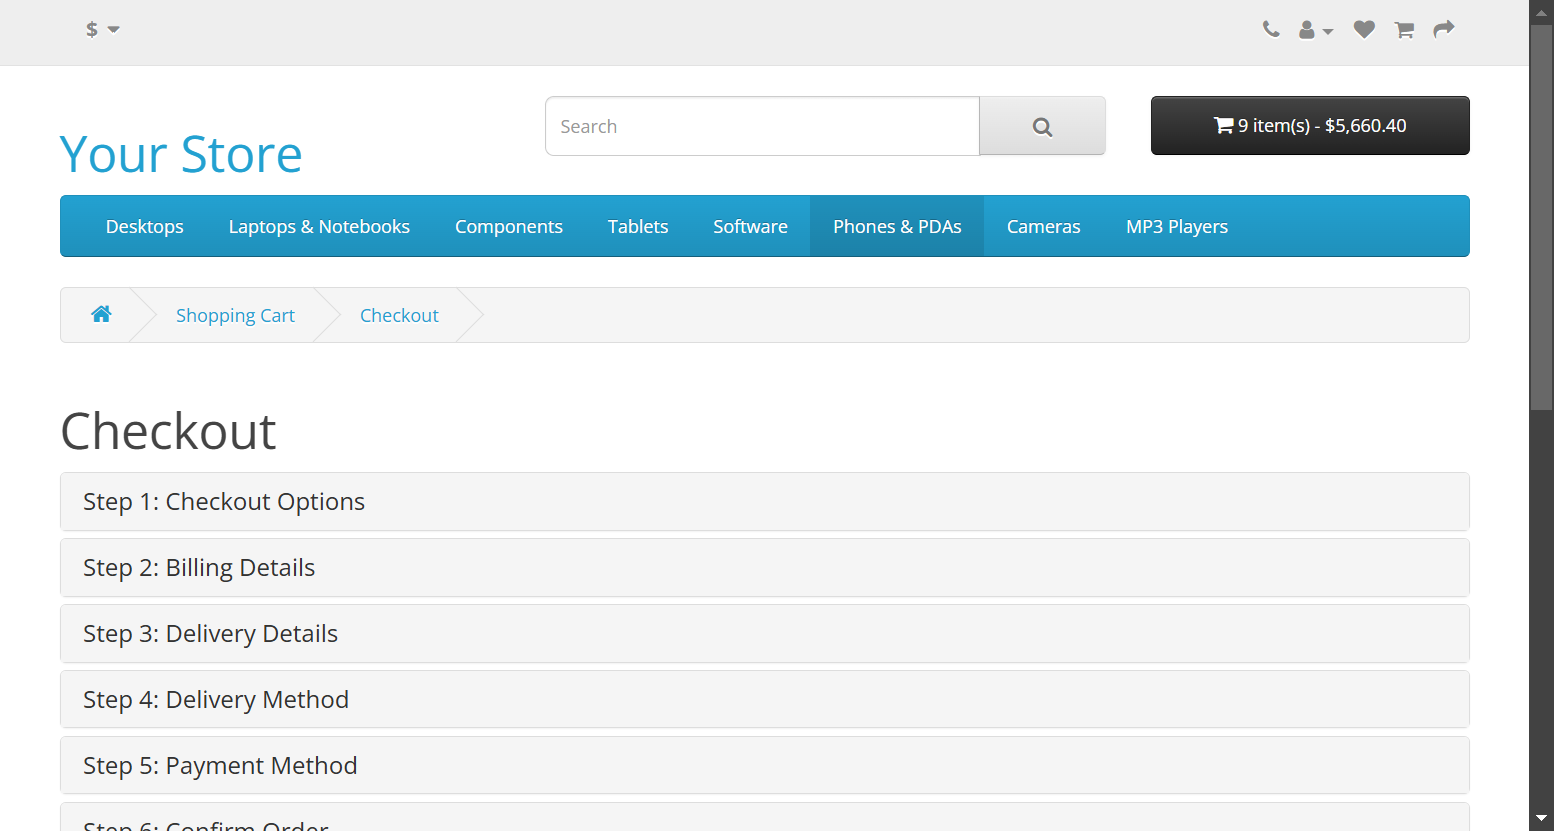 $
Search
9 item(s) - $5,660.40
Your Store
Desktops Laptops & Notebooks Components Tablets Software Phones & PDAs Cameras MP3 Players
Shopping Cart Checkout
Checkout
Step 1: Checkout Options
Step 2: Billing Details
Step 3: Delivery Details
Step 4: Delivery Method
Step 5: Payment Method
Step 6: Confirm Order